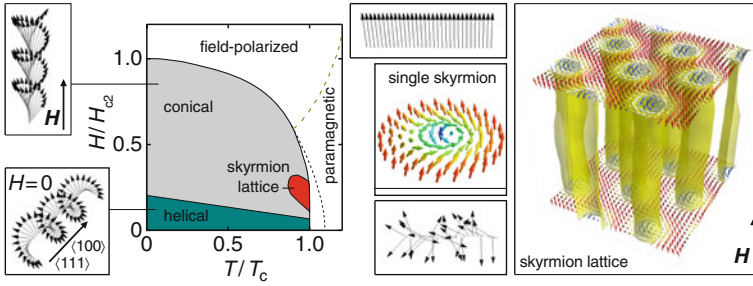 H
H=0
⟨100⟩
⟨111⟩
H/H_c2
1.0
0.5
0
field-polarized
conical
skyrmion
lattice
helical
paramagnetic
0
0.5
1.0
T/T_c
single skyrmion
skyrmion lattice
H